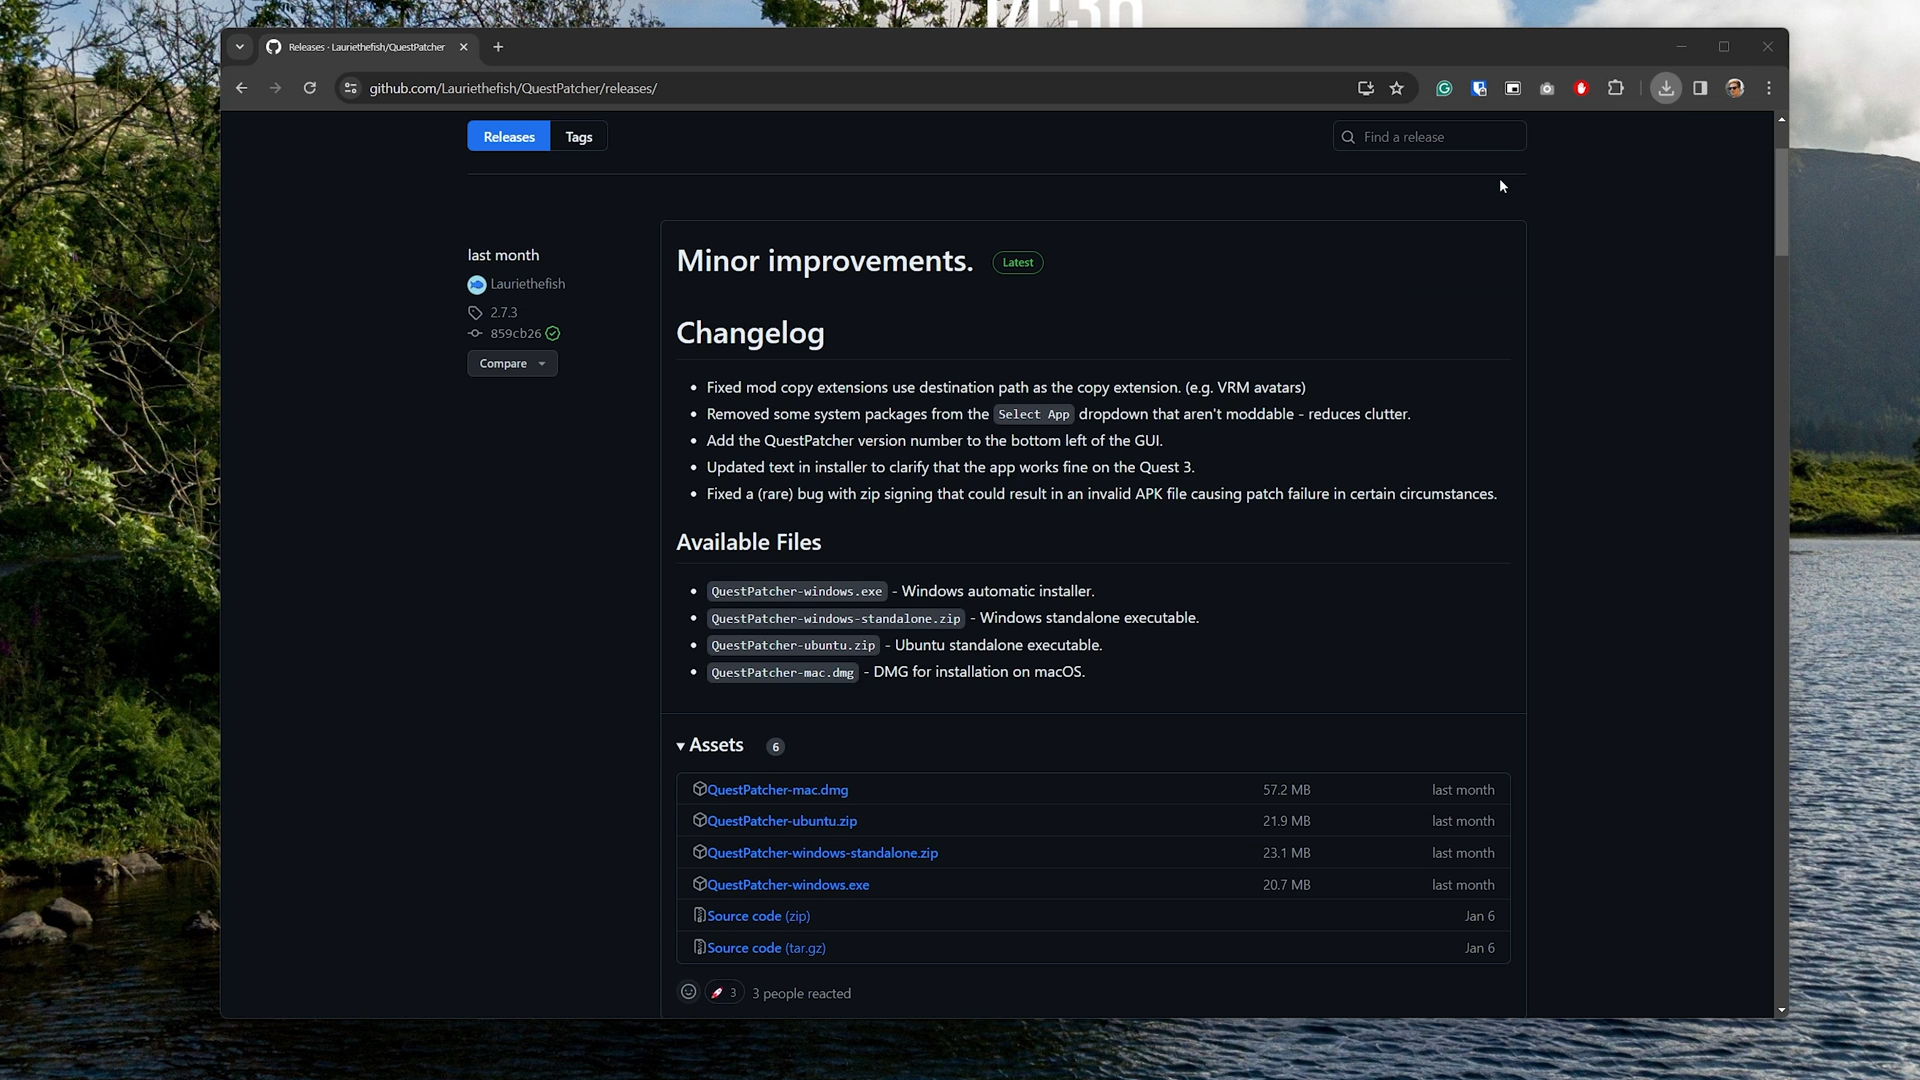 Releases · Lauriethefish/QuestPatcher
github.com/Lauriethefish/QuestPatcher/releases/
Releases
Tags
Find a release
last month
Lauriethefish
2.7.3
859cb26
Compare
Minor improvements.
Latest
Changelog
• Fixed mod copy extensions use destination path as the copy extension. (e.g. VRM avatars)
• Removed some system packages from the Select App dropdown that aren't moddable - reduces clutter.
• Add the QuestPatcher version number to the bottom left of the GUI.
• Updated text in installer to clarify that the app works fine on the Quest 3.
• Fixed a (rare) bug with zip signing that could result in an invalid APK file causing patch failure in certain circumstances.
Available Files
• QuestPatcher-windows.exe - Windows automatic installer.
• QuestPatcher-windows-standalone.zip - Windows standalone executable.
• QuestPatcher-ubuntu.zip - Ubuntu standalone executable.
• QuestPatcher-mac.dmg - DMG for installation on macOS.
Assets 6
QuestPatcher-mac.dmg 57.2 MB last month
QuestPatcher-ubuntu.zip 21.9 MB last month
QuestPatcher-windows-standalone.zip 23.1 MB last month
QuestPatcher-windows.exe 20.7 MB last month
Source code (zip) Jan 6
Source code (tar.gz) Jan 6
3 3 people reacted